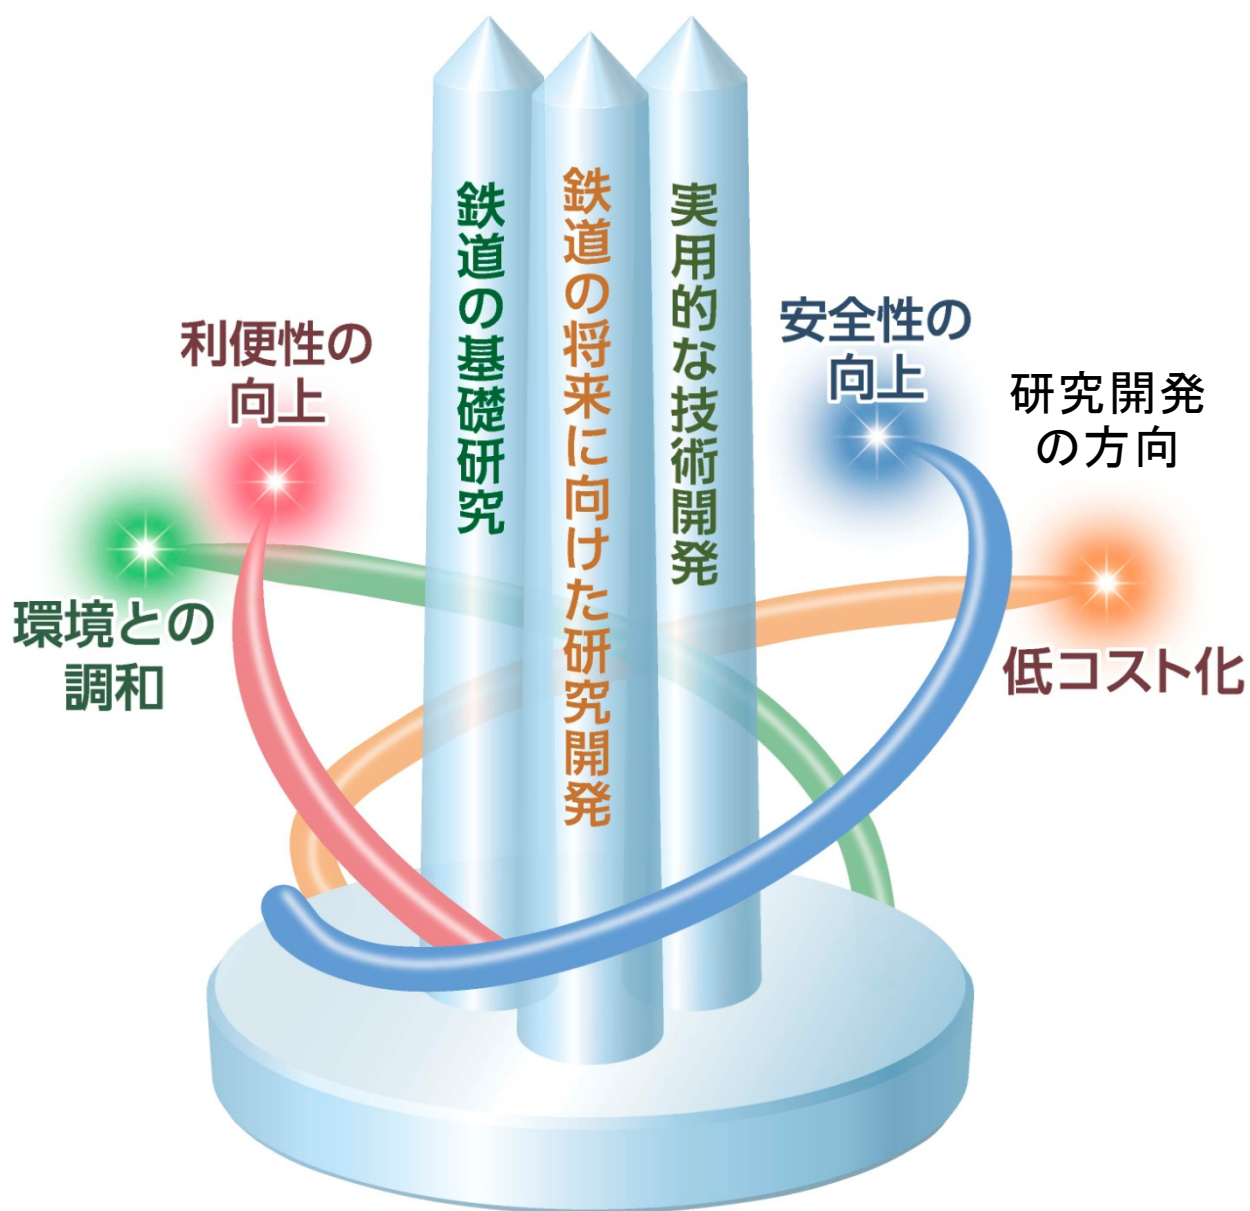 鉄道の基礎研究
鉄道の将来に向けた研究開発
実用的な技術開発
利便性の
向上
環境との
調和
安全性の
向上
研究開発
の方向
低コスト化